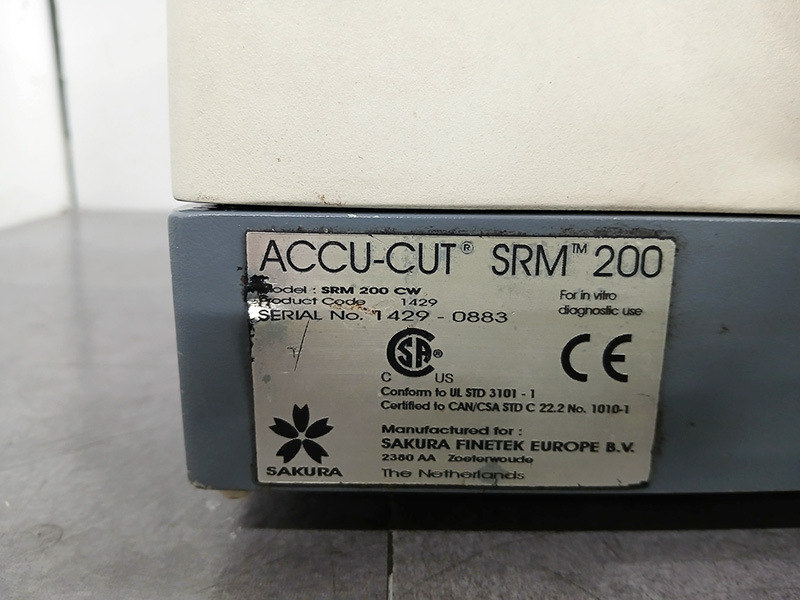 ACCU-CUT® SRM™ 200
Model : SRM 200 CW
Product Code 1429
SERIAL No. 1429 - 0883
For in vitro
diagnostic use
CSA®
C US
CE
Conform to UL STD 3101 - 1
Certified to CAN/CSA STD C 22.2 No. 1010-1
Manufactured for :
SAKURA FINETEK EUROPE B.V.
2380 AA Zoeterwoude
The Netherlands
SAKURA